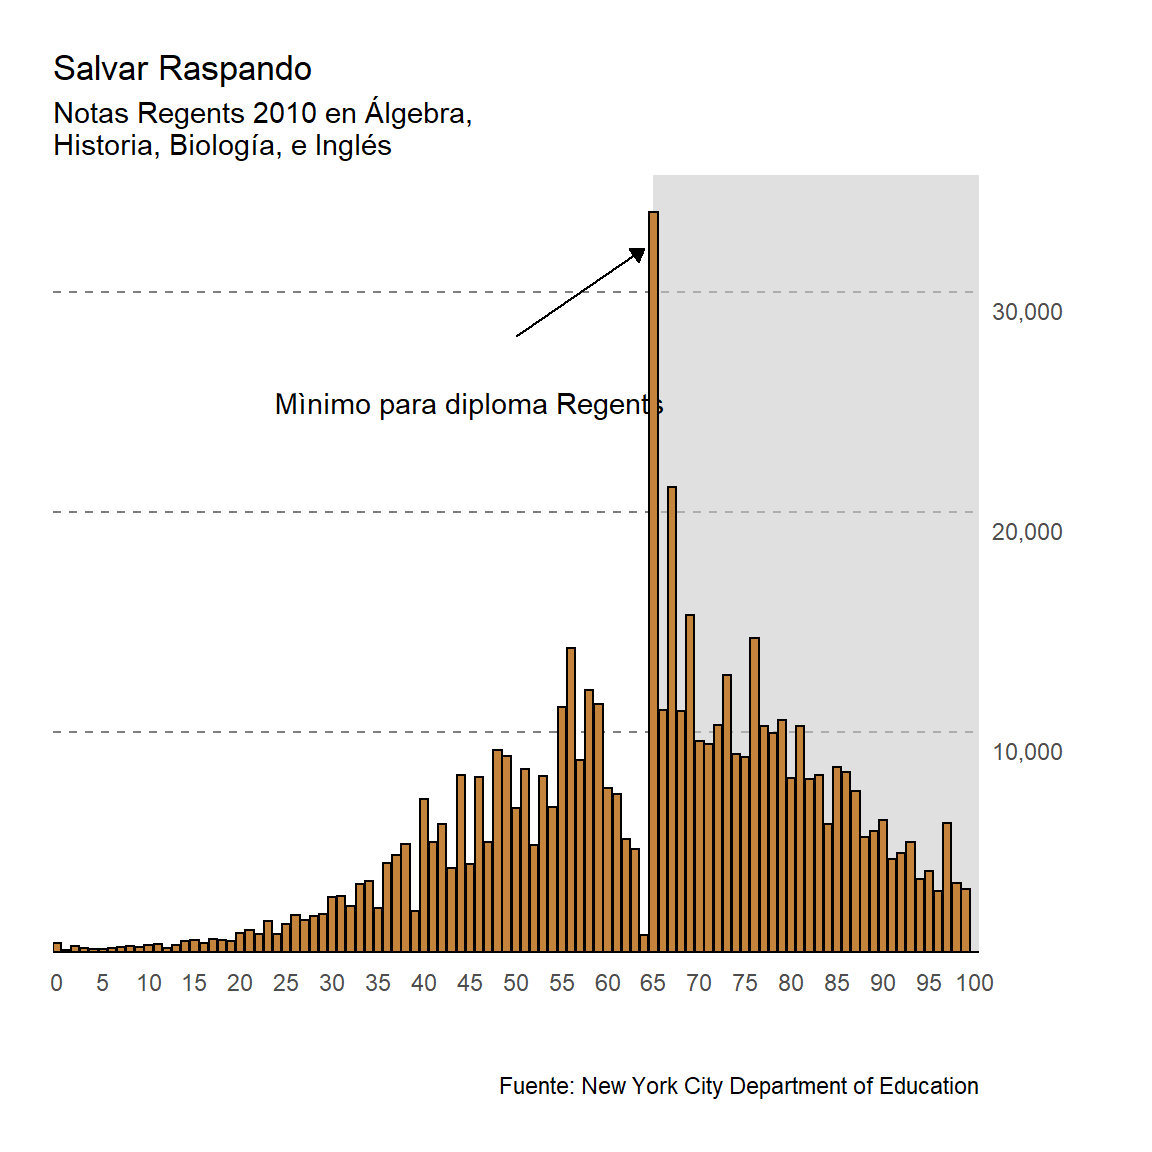 Salvar Raspando
Notas Regents 2010 en Álgebra,
Historia, Biología, e Inglés
30,000
Mìnimo para diploma Regents
20,000
10,000
0 5 10 15 20 25 30 35 40 45 50 55 60 65 70 75 80 85 90 95 100
Fuente: New York City Department of Education